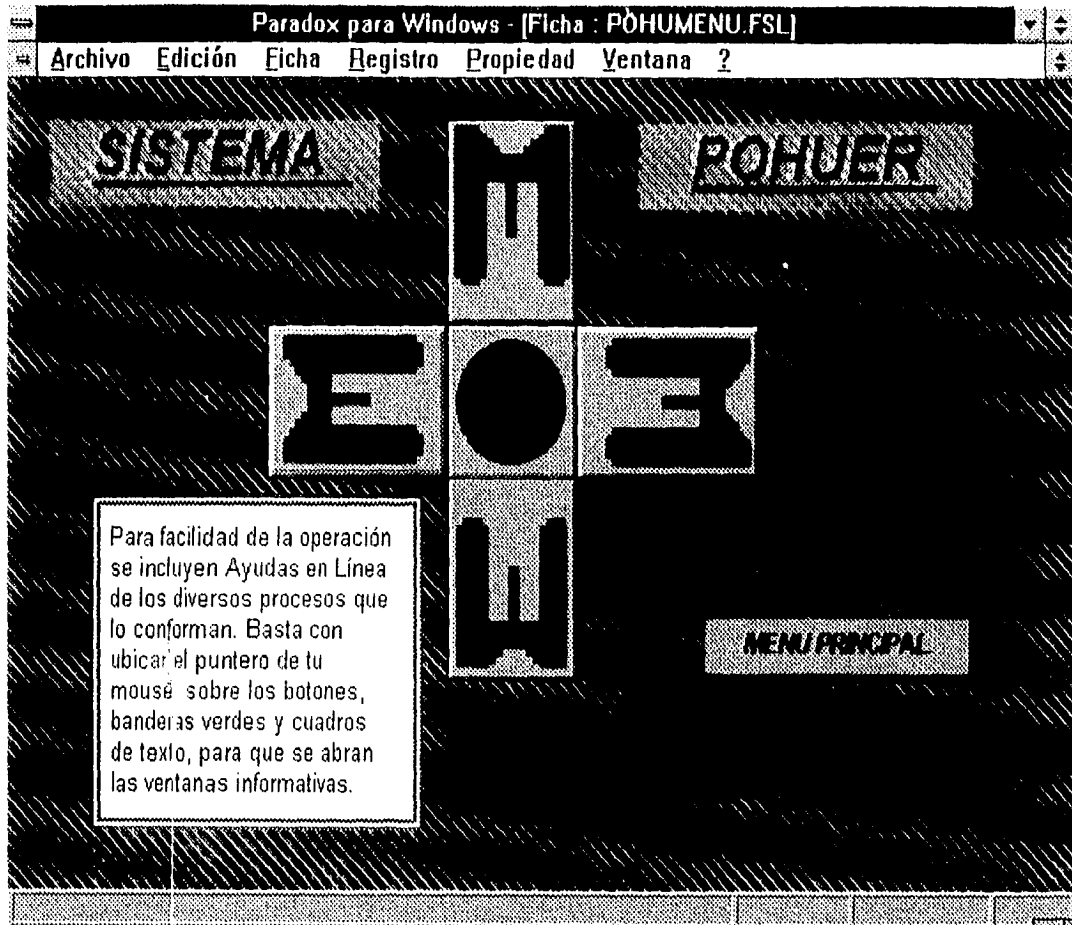 Paradox para Windows - [Ficha : POHUMENU.FSL]
Archivo Edición Ficha Registro Propiedad Ventana ?
SISTEMA
POHUER
Para facilidad de la operación
se incluyen Ayudas en Línea
de los diversos procesos que
lo conforman. Basta con
ubicar el puntero de tu
mouse sobre los botones,
banderas verdes y cuadros
de texto, para que se abran
las ventanas informativas.
MENU PRINCIPAL